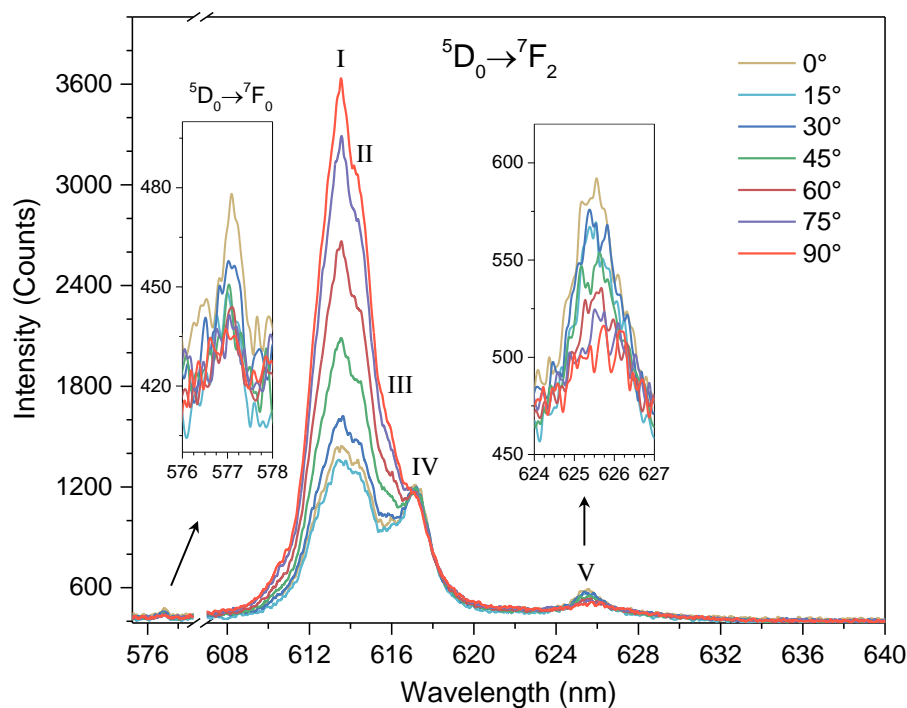 ⁵D₀→⁷F₂
⁵D₀→⁷F₀
I
II
III
IV
V
0°
15°
30°
45°
60°
75°
90°
Intensity (Counts)
3600
3000
2400
1800
1200
600
480
450
420
576 577 578
600
550
500
450
624 625 626 627
576 608 612 616 620 624 628 632 636 640
Wavelength (nm)